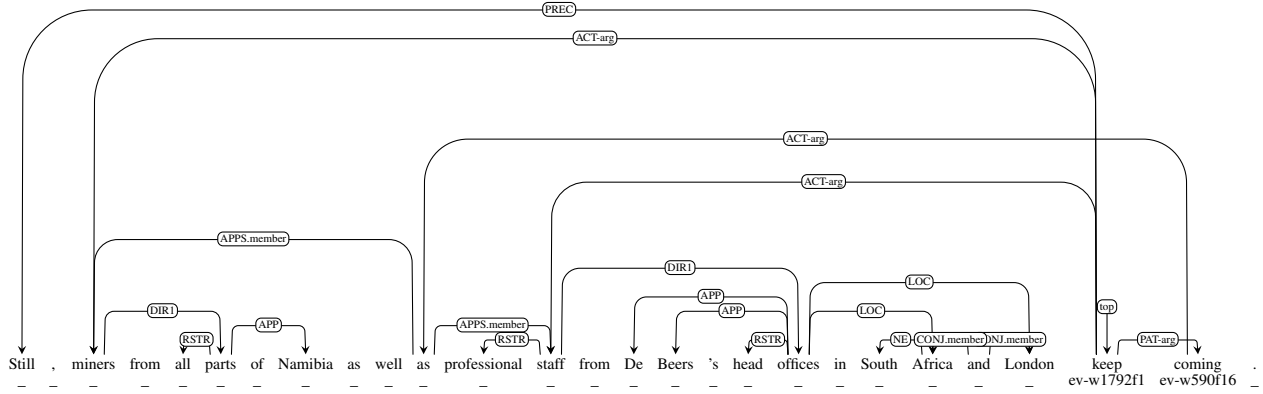 PREC
ACT-arg
ACT-arg
ACT-arg
APPS.member
DIR1
LOC
APP
DIR1 APP LOC top
RSTR APP APPS.member RSTR RSTR NE CONJ.member ONJ.member PAT-arg
Still , miners from all parts of Namibia as well as professional staff from De Beers 's head offices in South Africa and London keep coming .
_ _ _ _ _ _ _ _ _ _ _ _ _ _ _ _ _ _ _ _ _ _ _ _ ev-w1792f1 ev-w590f16 _